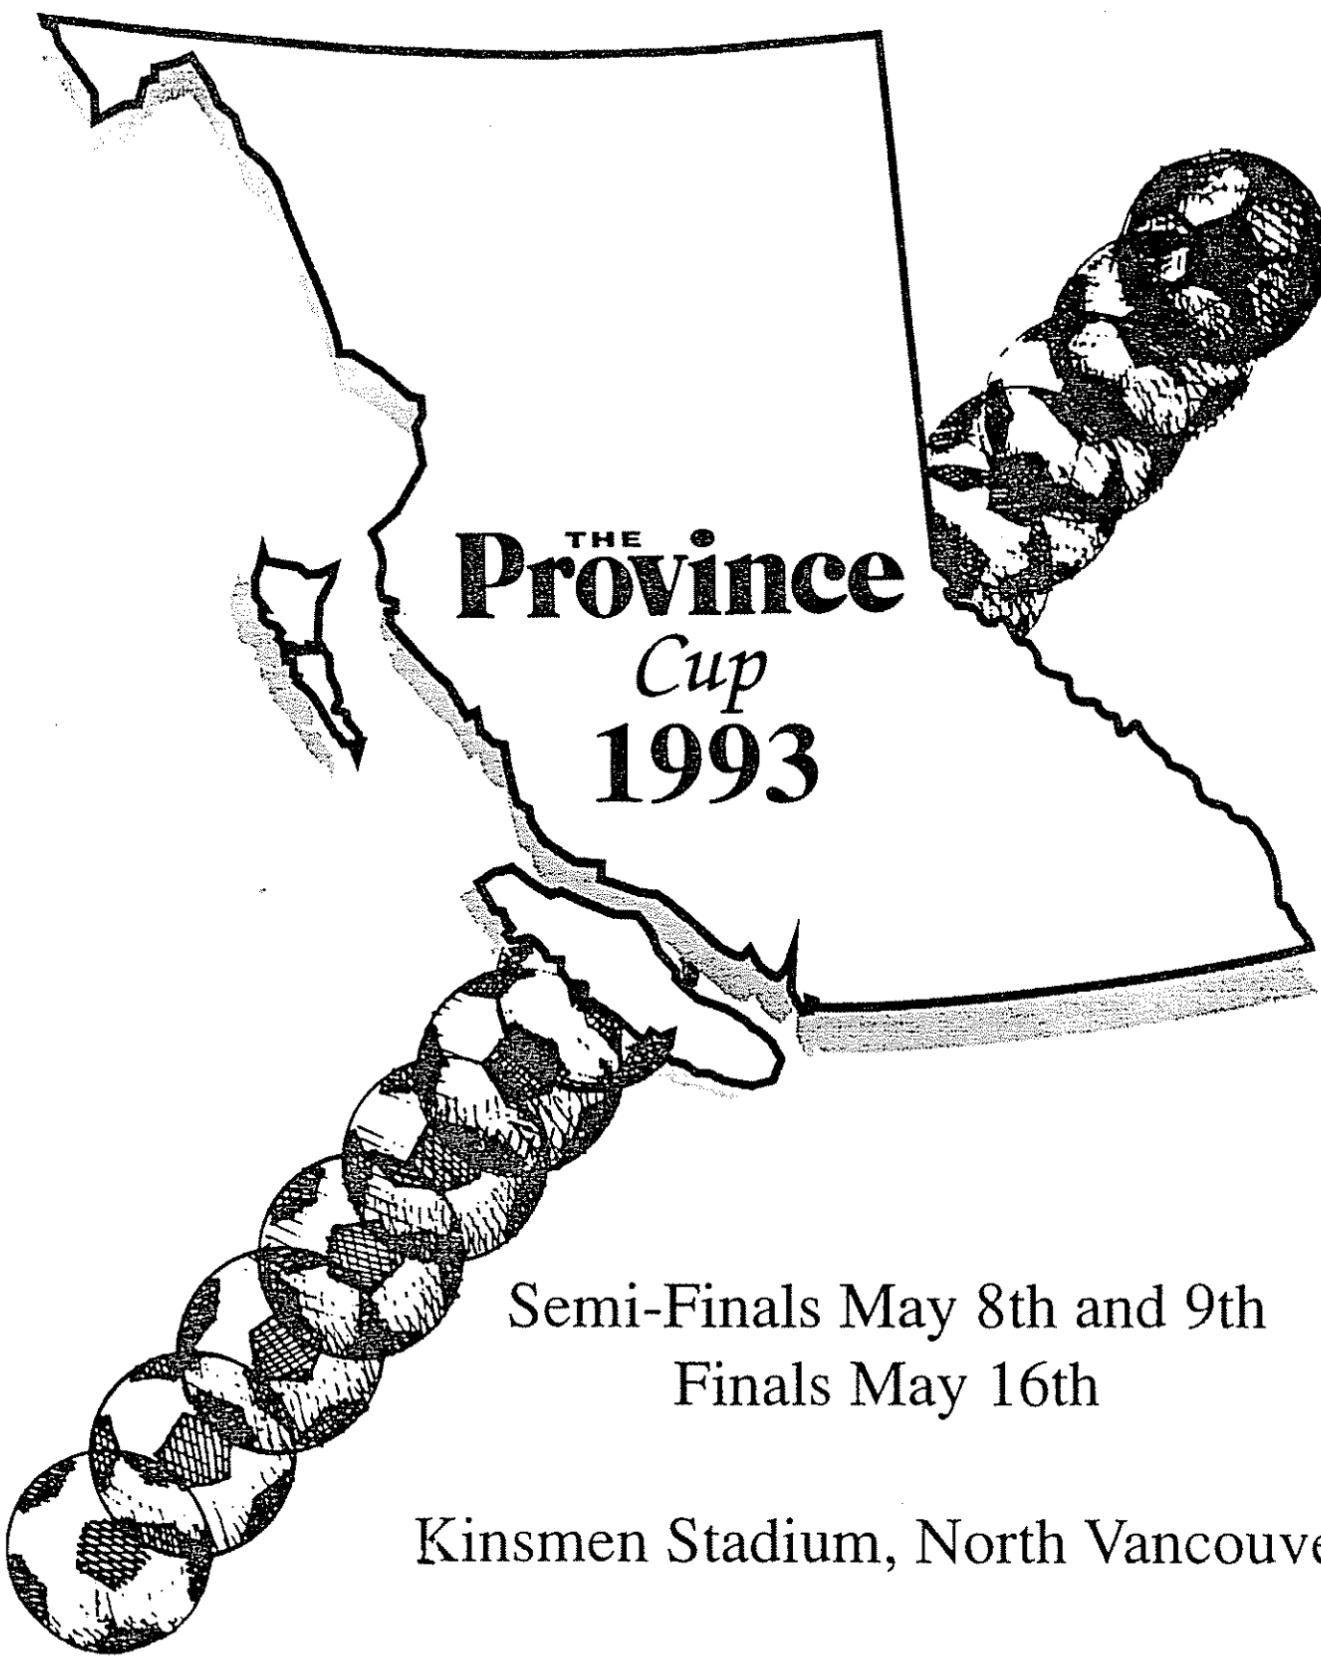 THE
Province
Cup
1993
Semi-Finals May 8th and 9th
Finals May 16th
Kinsmen Stadium, North Vancouve